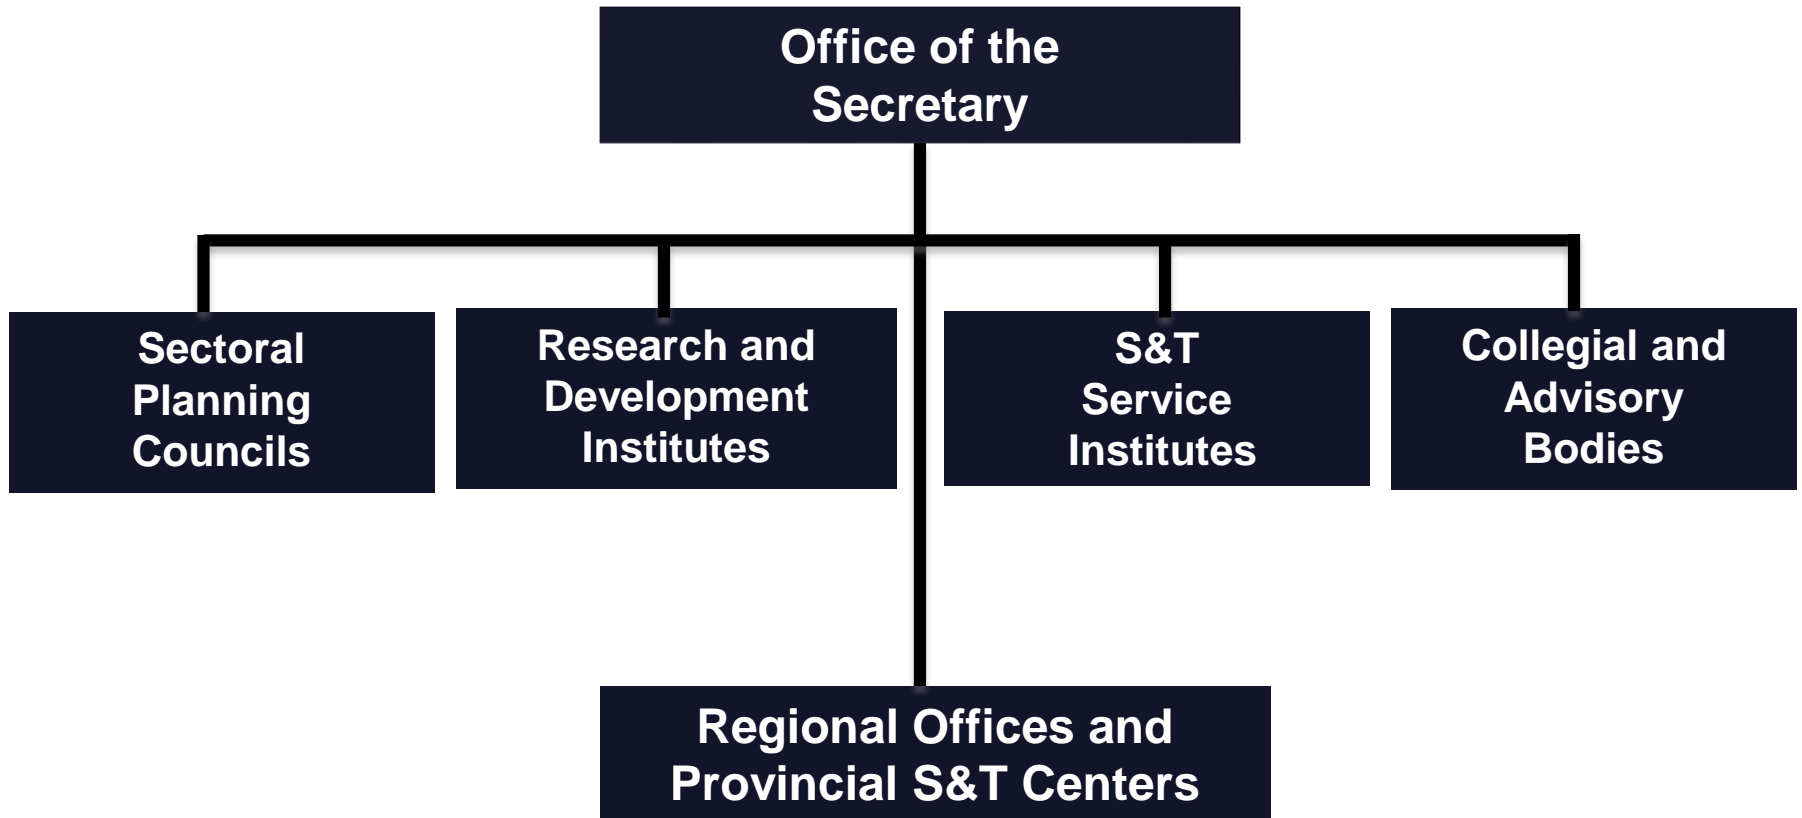 Office of the
Secretary
Sectoral
Planning
Councils
Research and
Development
Institutes
S&T
Service
Institutes
Collegial and
Advisory
Bodies
Regional Offices and
Provincial S&T Centers